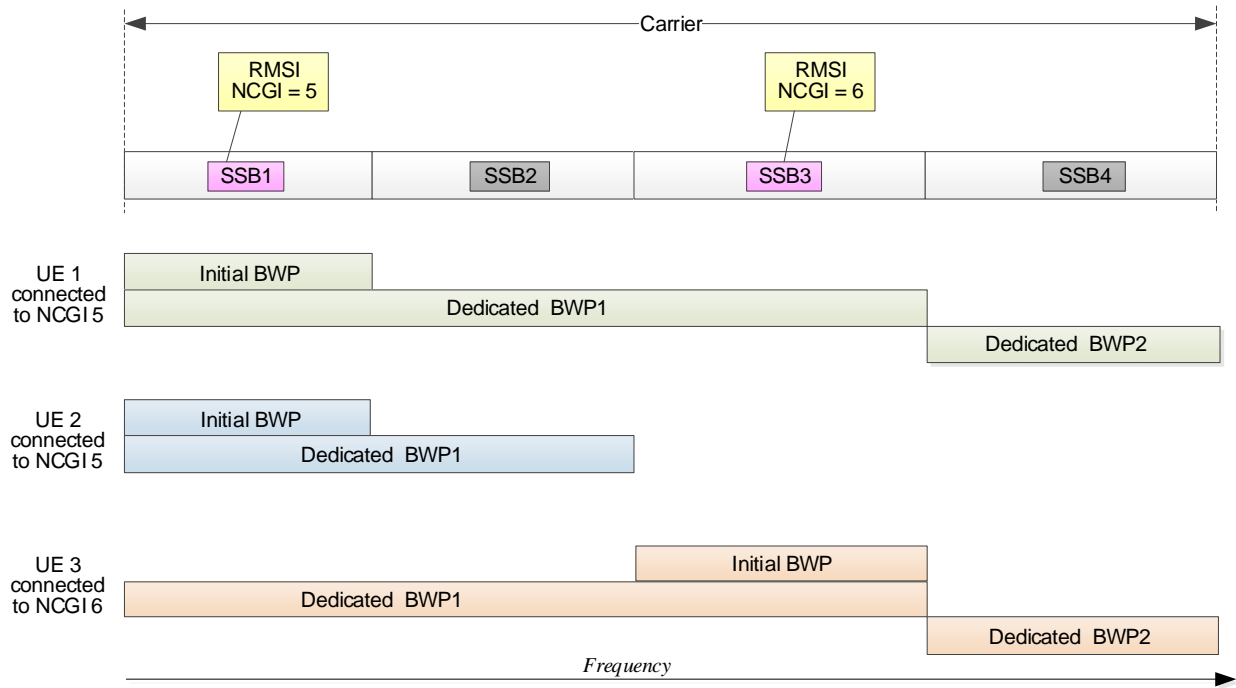 Carrier
RMSI
NCGI = 5
RMSI
NCGI = 6
SSB1
SSB2
SSB3
SSB4
UE 1
connected
to NCGI 5
Initial BWP
Dedicated BWP1
Dedicated BWP2
UE 2
connected
to NCGI 5
Initial BWP
Dedicated BWP1
UE 3
connected
to NCGI 6
Initial BWP
Dedicated BWP1
Dedicated BWP2
Frequency